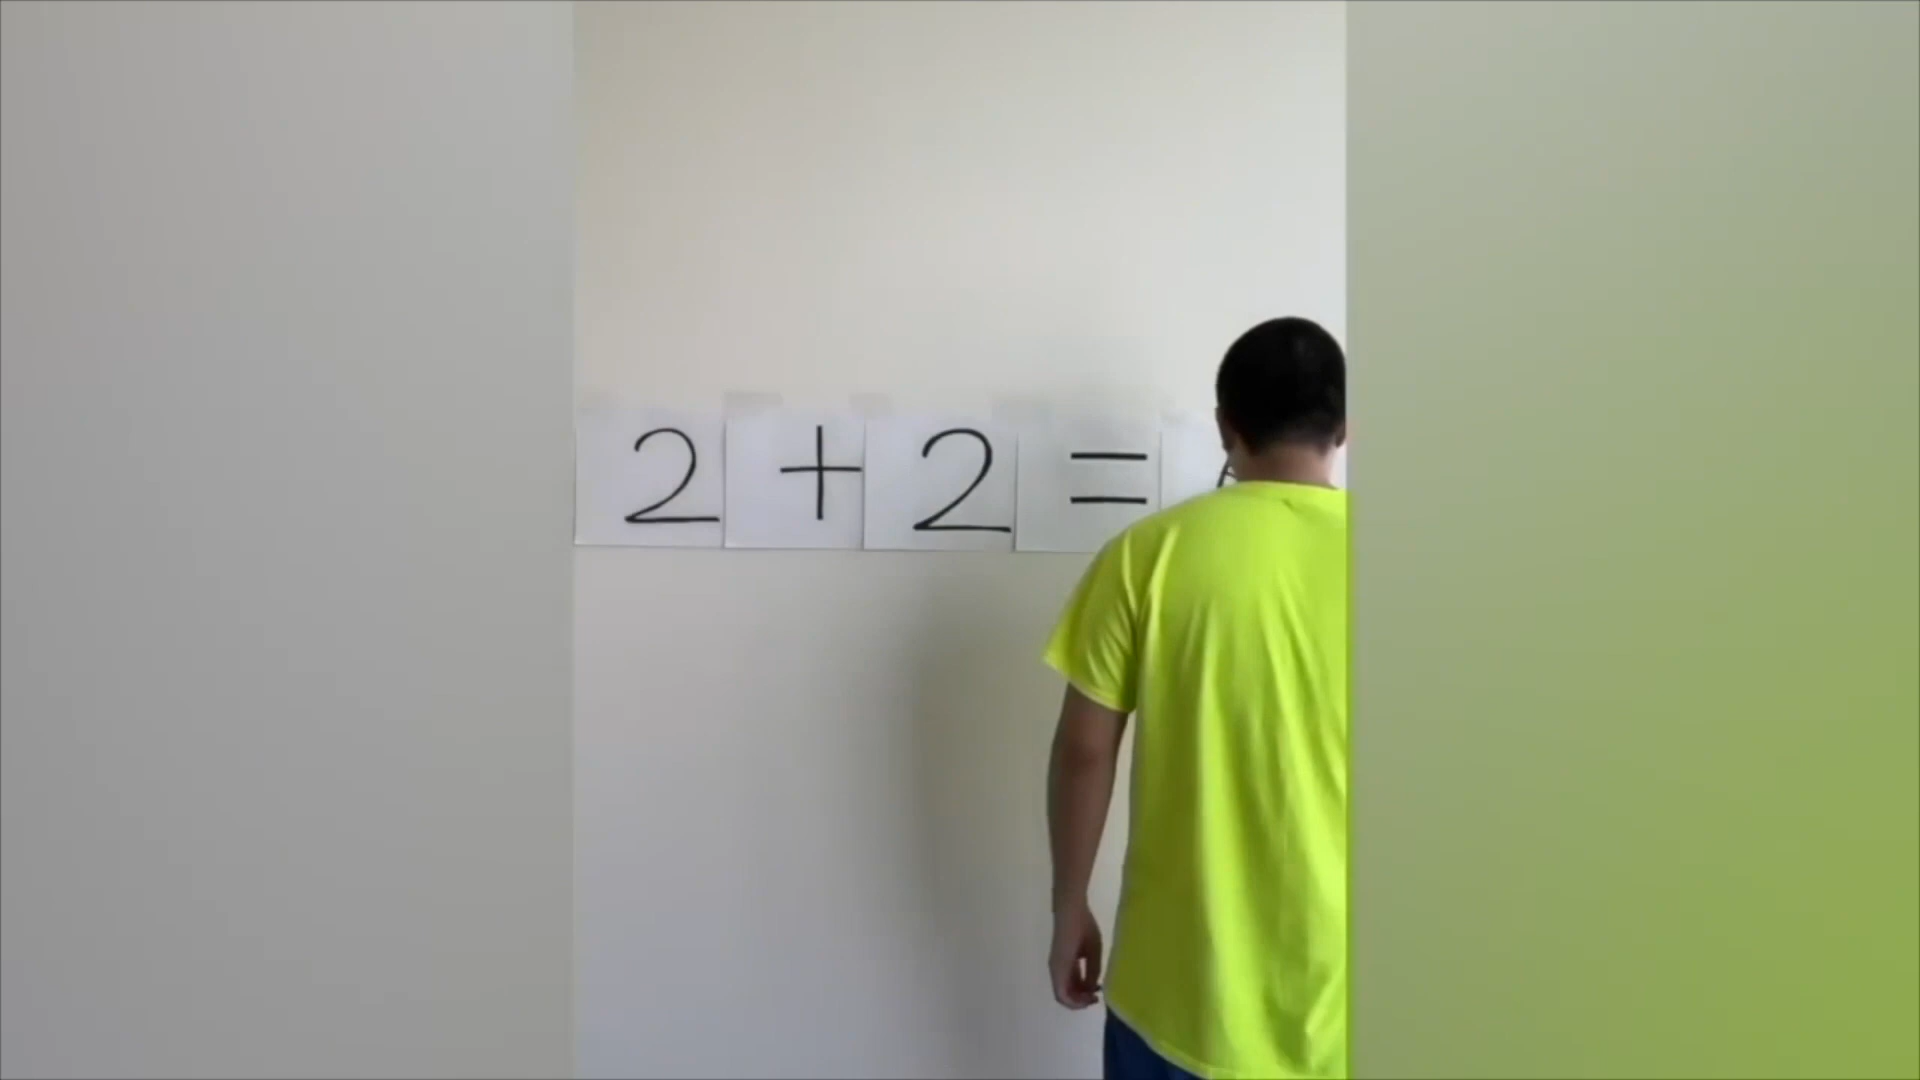 2 + 2 =